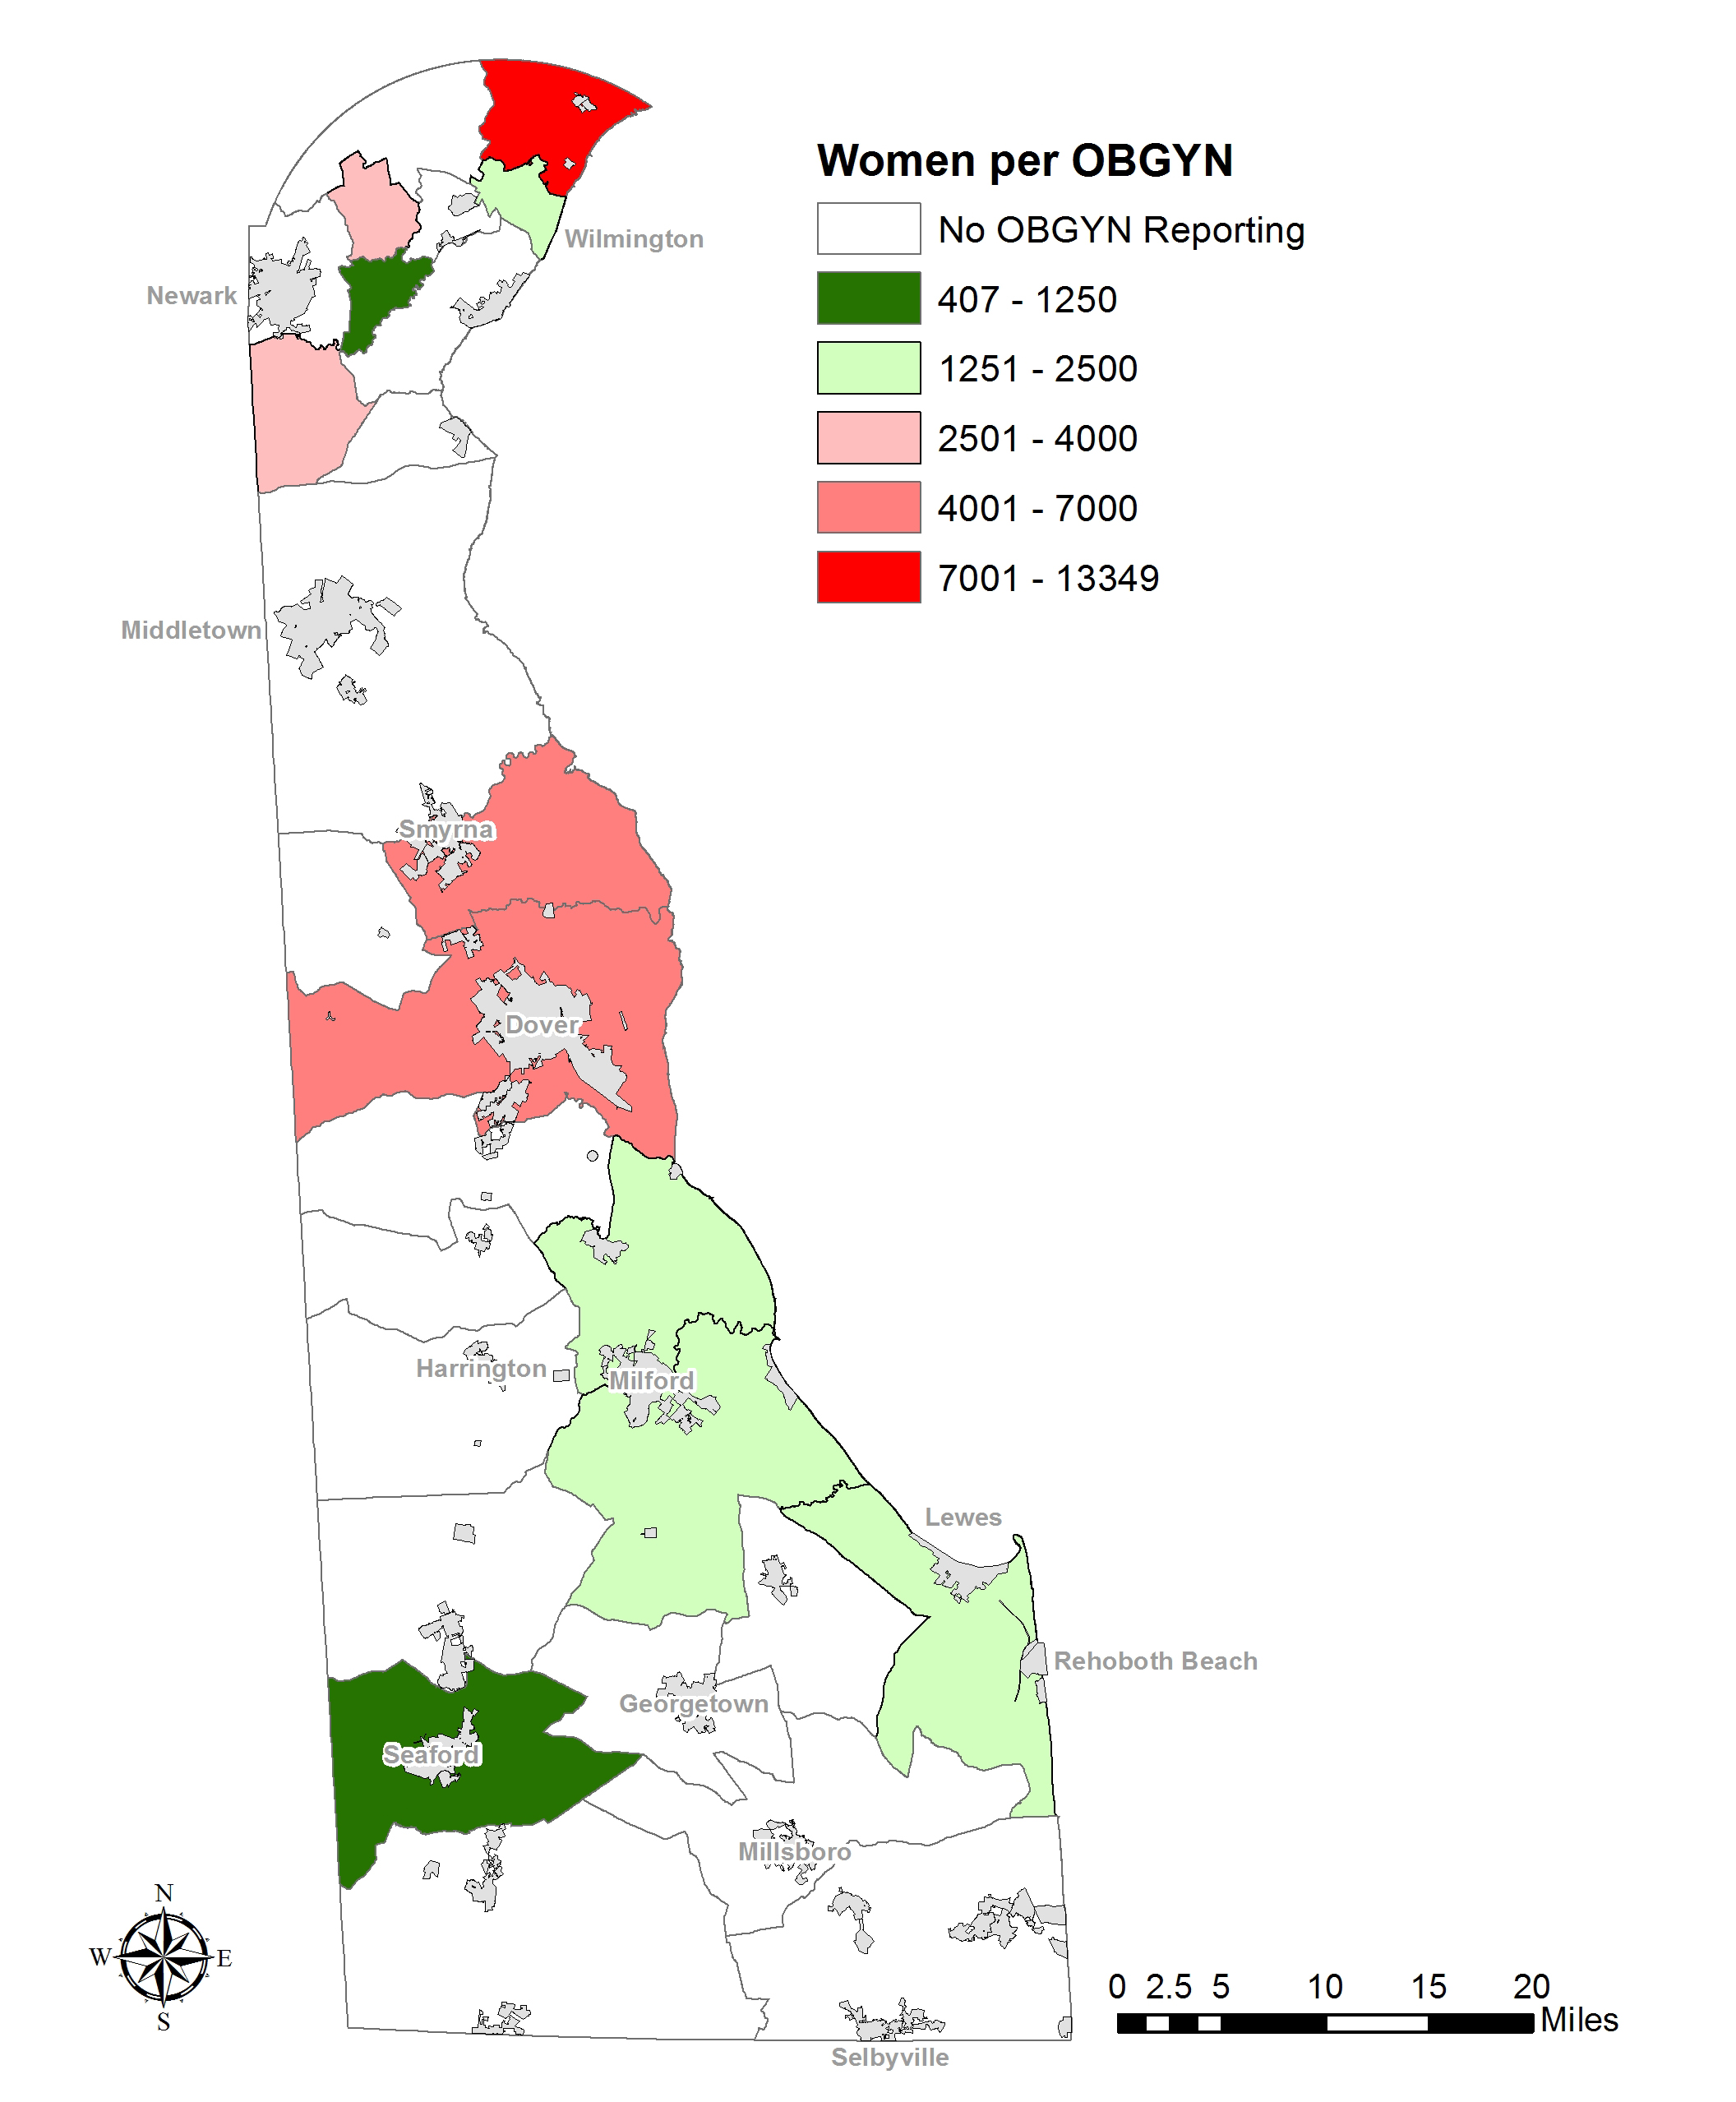 Women per OBGYN
No OBGYN Reporting
407 - 1250
1251 - 2500
2501 - 4000
4001 - 7000
7001 - 13349
Wilmington
Newark
Middletown
Smyrna
Dover
Harrington
Milford
Lewes
Rehoboth Beach
Georgetown
Seaford
Millsboro
Selbyville
N
W E
S
0 2.5 5 10 15 20
Miles